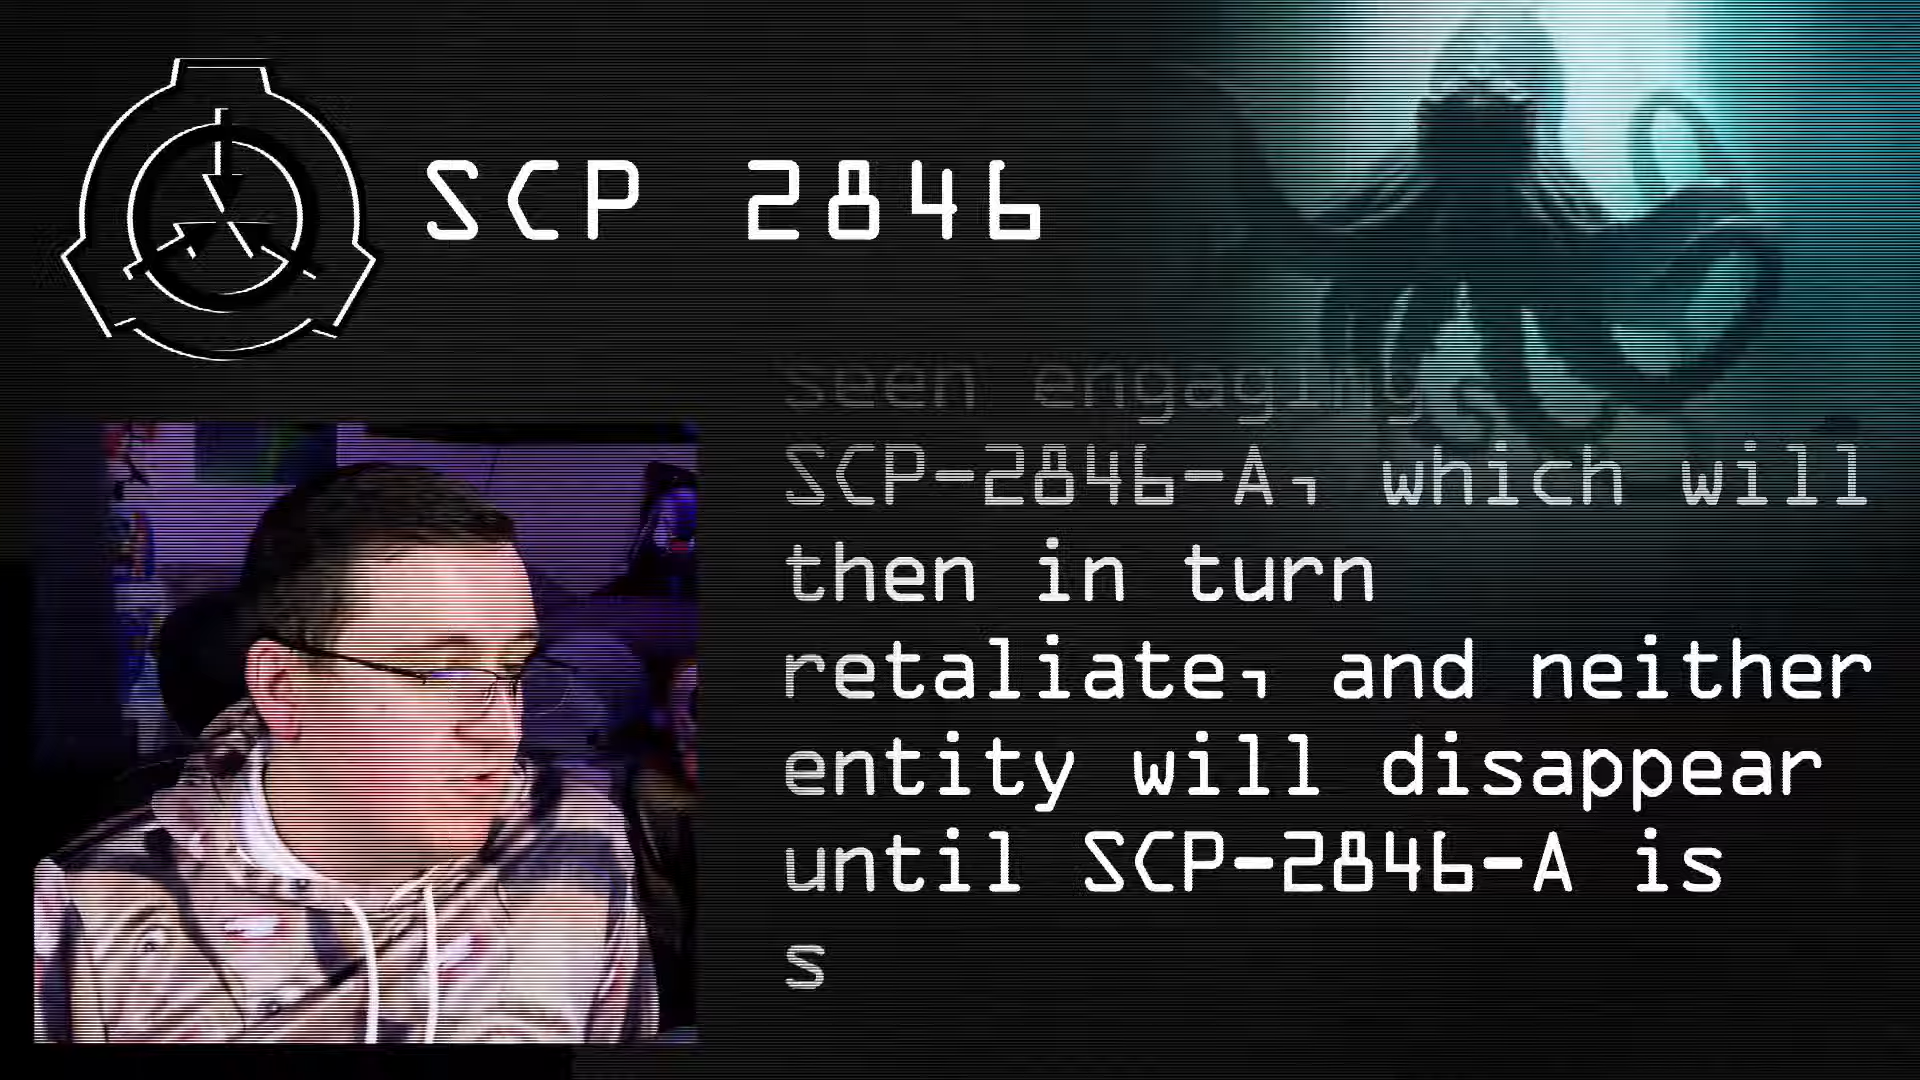 SCP 2846
seen engaging
SCP-2846-A, which will
then in turn
retaliate, and neither
entity will disappear
until SCP-2846-A is
s